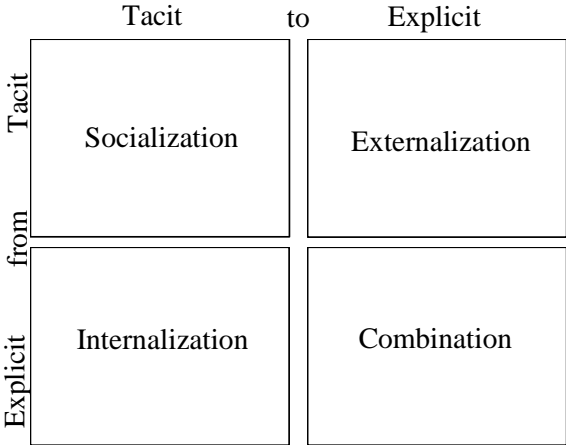 Tacit to Explicit
Tacit
Socialization
Externalization
from
Explicit
Internalization
Combination